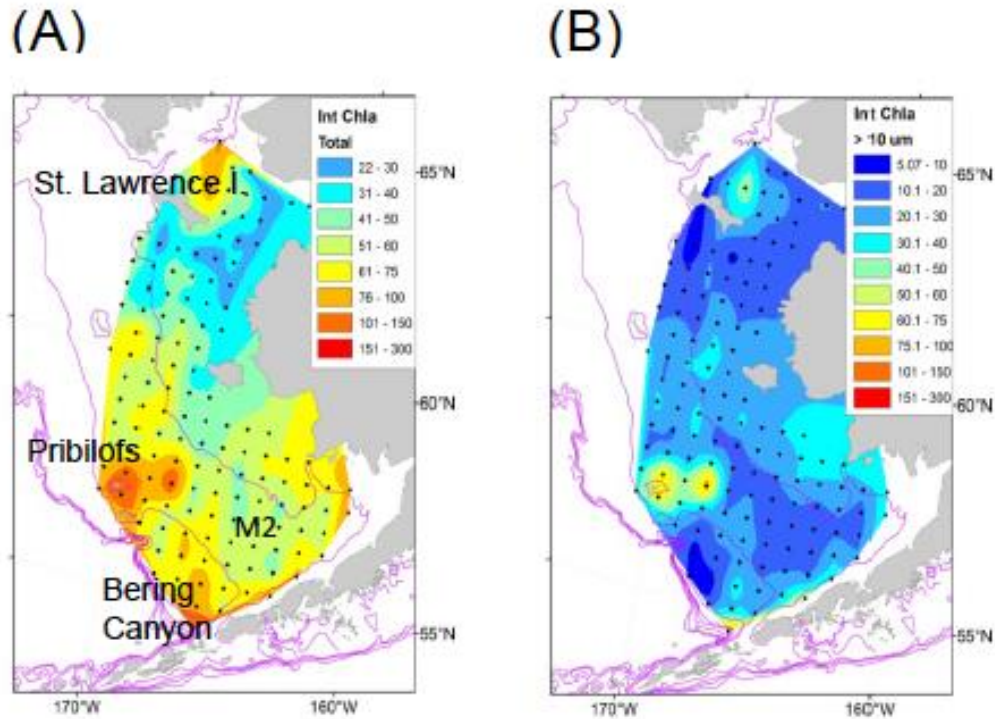 (A)
(B)
Int Chla
Total
22 - 30
31 - 40
41 - 50
51 - 60
61 - 75
76 - 100
101 - 150
151 - 300
St. Lawrence I.
Pribilofs
M2
Bering
Canyon
65°N
60°N
55°N
170°W
160°W
Int Chla
> 10 um
5.07 - 10
10.1 - 20
20.1 - 30
30.1 - 40
40.1 - 50
50.1 - 60
60.1 - 75
75.1 - 100
101 - 150
151 - 300
65°N
60°N
55°N
170°W
160°W